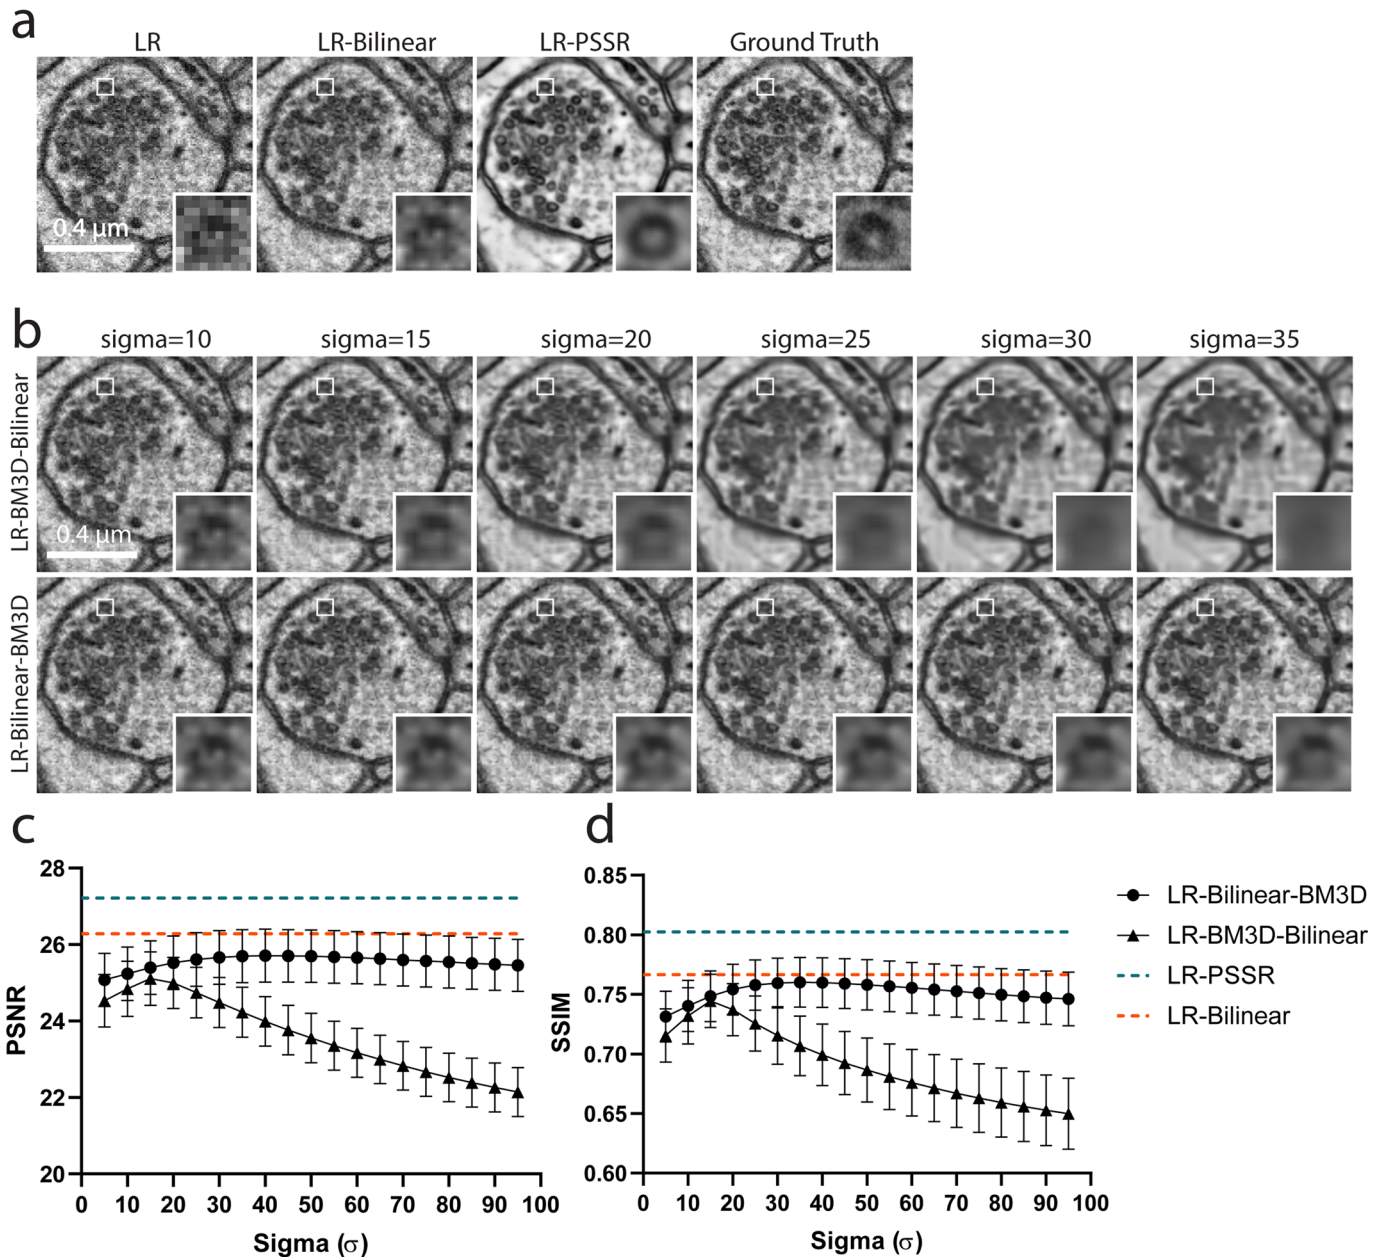 a
LR
LR-Bilinear
LR-PSSR
Ground Truth
0.4 µm
b
sigma=10
sigma=15
sigma=20
sigma=25
sigma=30
sigma=35
LR-BM3D-Bilinear
0.4 µm
LR-Bilinear-BM3D
c
PSNR
28
26
24
22
20
0 10 20 30 40 50 60 70 80 90 100
Sigma (σ)
d
SSIM
0.85
0.80
0.75
0.70
0.65
0.60
0 10 20 30 40 50 60 70 80 90 100
Sigma (σ)
LR-Bilinear-BM3D
LR-BM3D-Bilinear
LR-PSSR
LR-Bilinear